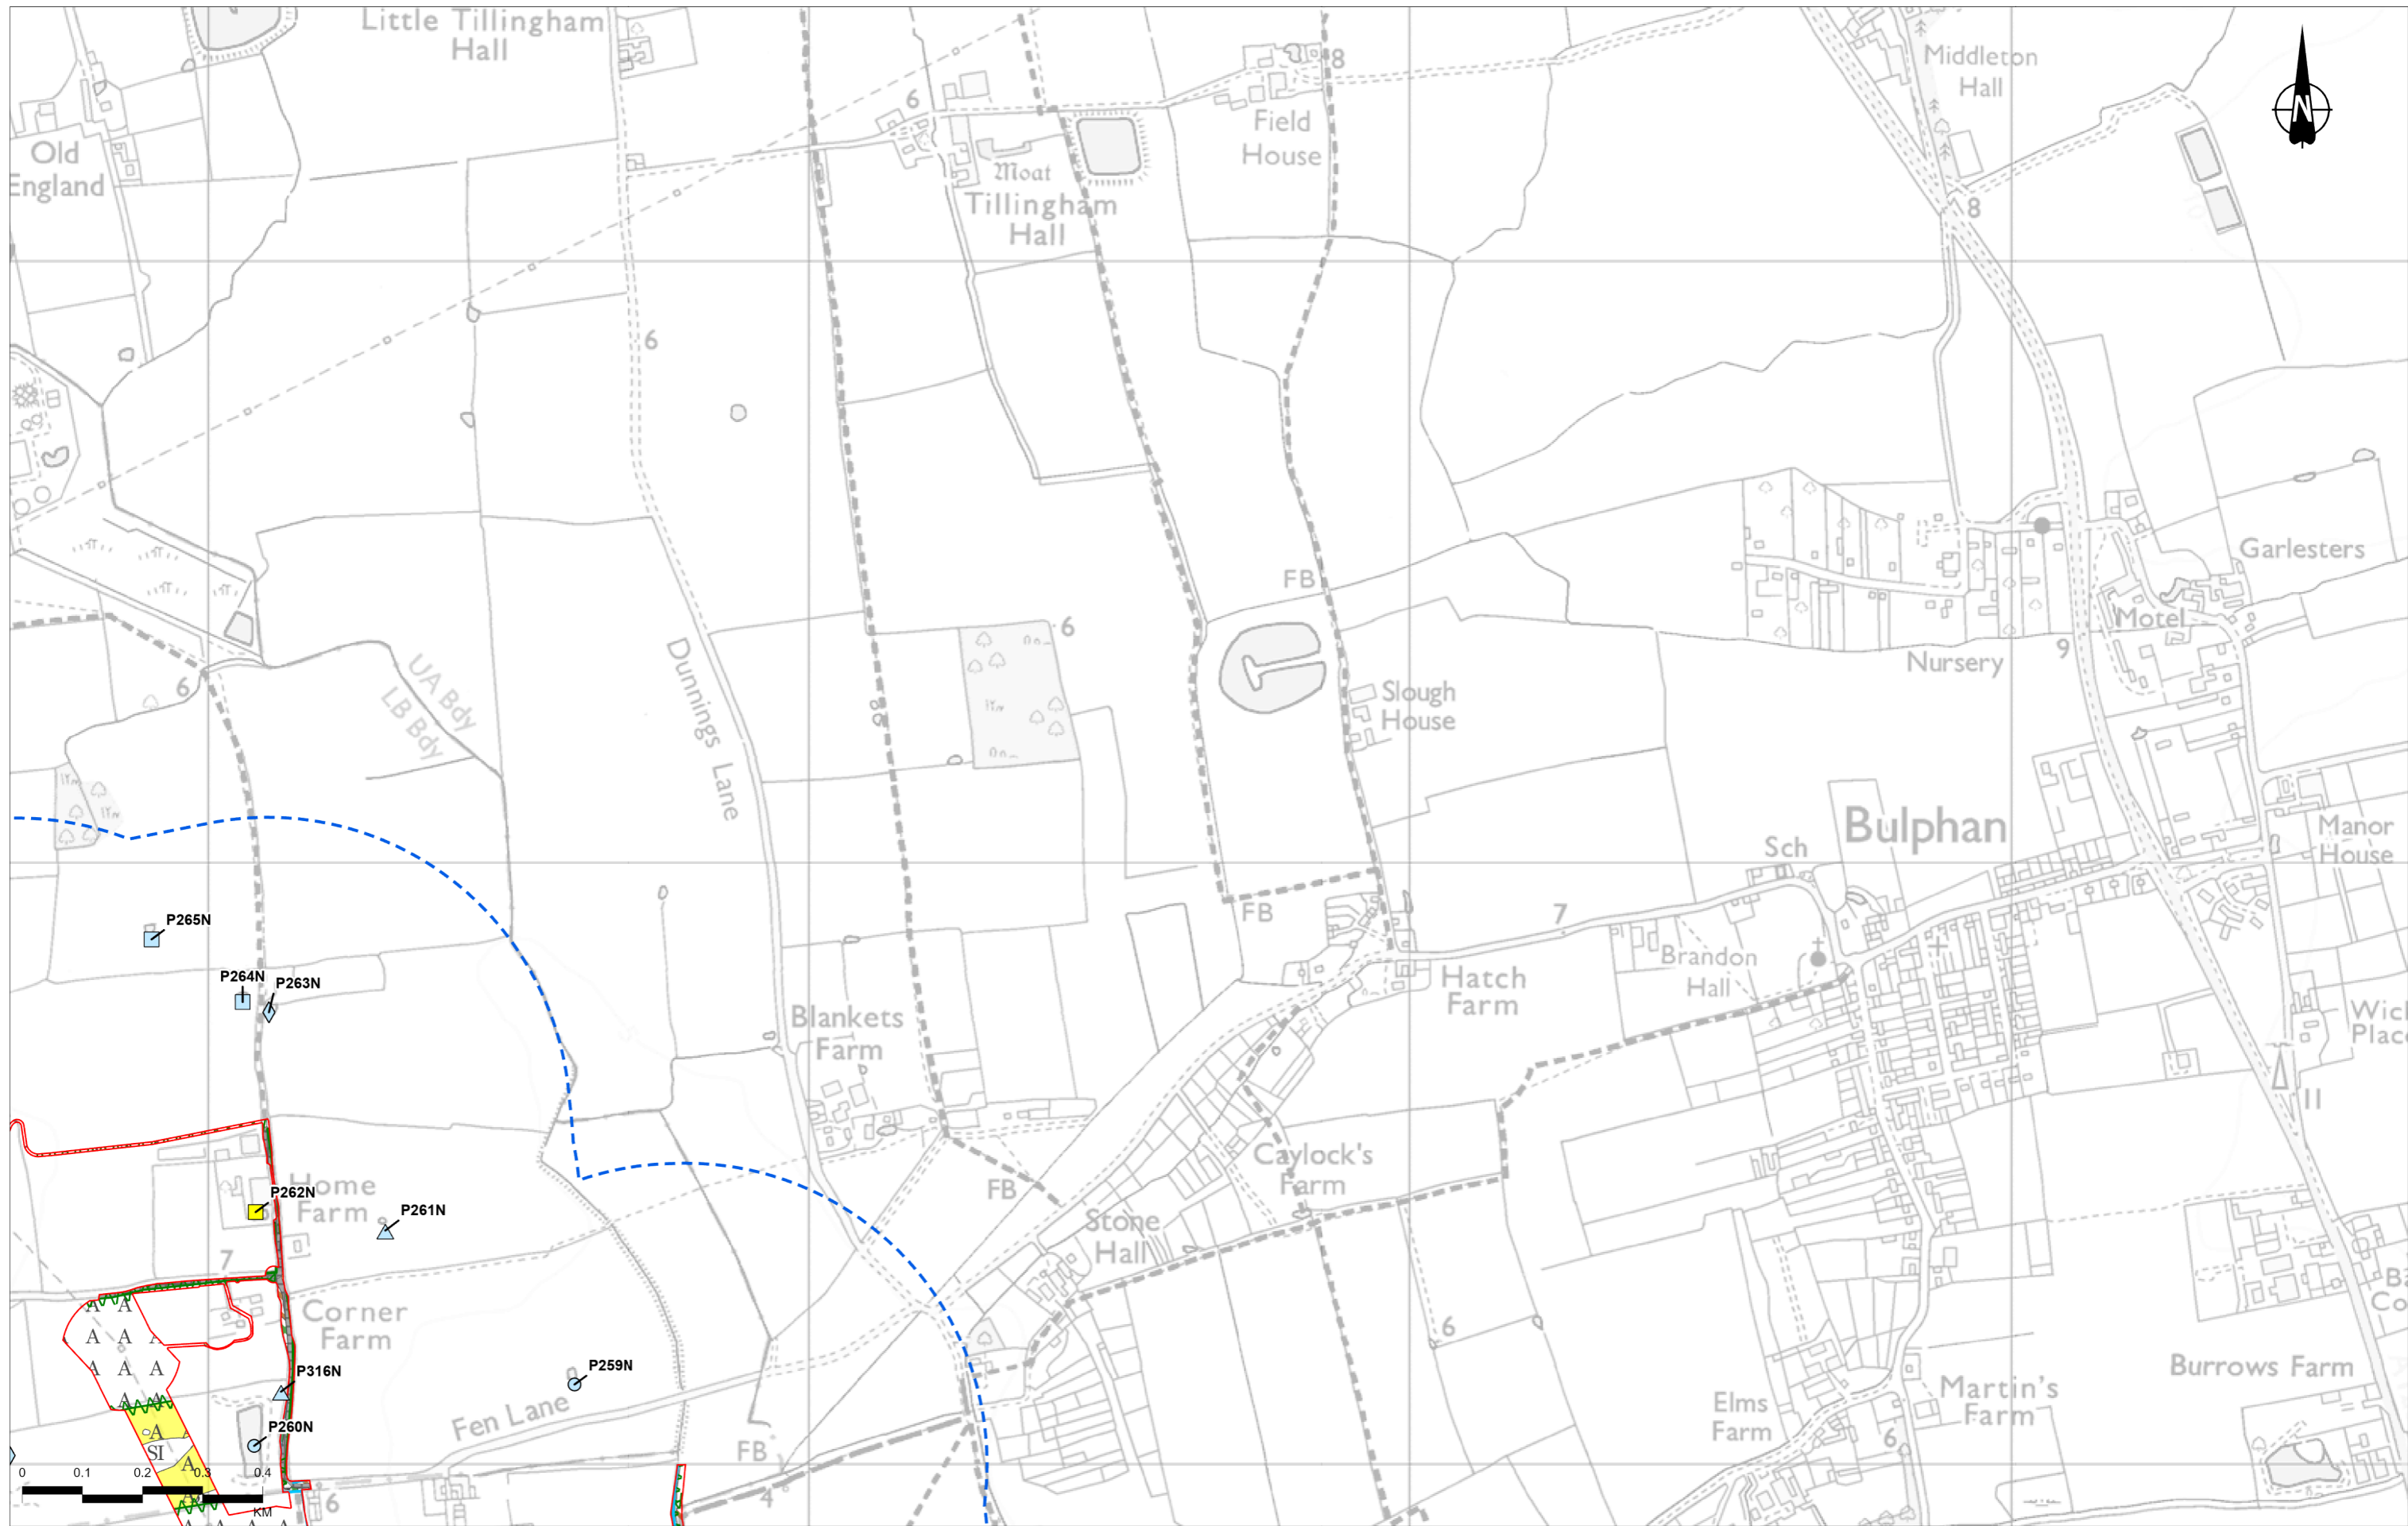 Little Tillingham
Hall
Middleton
Hall
N
8
6
Field
House
Old
England
Moat
Tillingham
Hall
8
6
Garlesters
FB
Motel
6
Nursery
9
UA Bdy
LB Bdy
6
Dunnings Lane
Slough
House
Bulphan
Sch
Manor
House
P265N
FB
7
P264N
P263N
Hatch
Farm
Brandon
Hall
Blankets
Farm
11
Home
Farm
P262N
P261N
FB
Caylock's
Farm
Stone
Hall
7
A A
Corner
Farm
A A A
6
A A A
P259N
P316N
A A
Burrows Farm
Martin's
Farm
Elms
Farm
Fen Lane
P260N
A
SI
A
FB
6
0 0.1 0.2 0.3 0.4
KM
A
6
4
A A A A